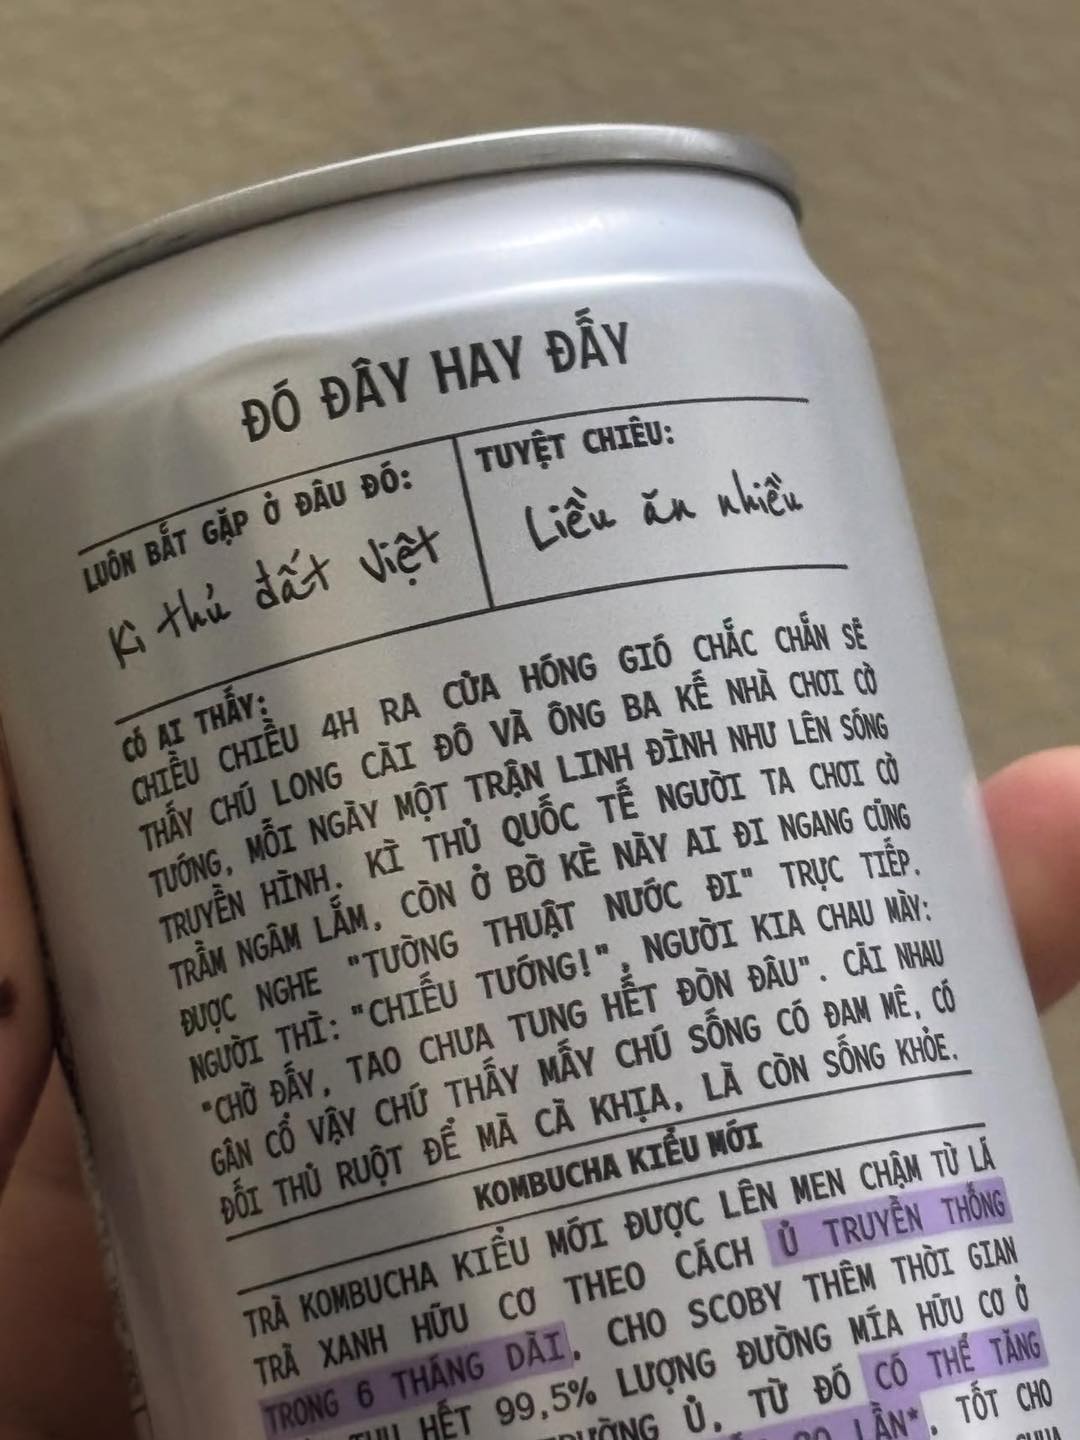 ĐÓ ĐÂY HAY ĐẤY
LUÔN BẮT GẶP Ở ĐÂU ĐÓ:
Kì thủ đất Việt
TUYỆT CHIÊU:
Liều ăn nhiều
CÓ AI THẤY:
CHIỀU CHIỀU 4H RA CỬA HÓNG GIÓ CHẮC CHẮN SẼ
THẤY CHÚ LONG CÀI ĐÔ VÀ ÔNG BA KẾ NHÀ CHƠI CỜ
TƯỚNG, MỖI NGÀY MỘT TRẬN LINH ĐÌNH NHƯ LÊN SÓNG
TRUYỀN HÌNH. KÌ THỦ QUỐC TẾ NGƯỜI TA CHƠI CỜ
TRẦM NGÂM LẮM, CÒN Ở BỜ KÈ NÀY AI ĐI NGANG CŨNG
ĐƯỢC NGHE "TƯỜNG THUẬT NƯỚC ĐI" TRỰC TIẾP.
NGƯỜI THÌ: "CHIẾU TƯỚNG!", NGƯỜI KIA CHAU MÀY:
"CHỜ ĐẤY, TAO CHƯA TUNG HẾT ĐÒN ĐÂU". CÃI NHAU
GÂN CỔ VẬY CHỨ THẤY MẤY CHÚ SỐNG CÓ ĐAM MÊ, CÓ
ĐỐI THỦ RUỘT ĐỂ MÀ CÀ KHỊA, LÀ CÒN SỐNG KHỎE.
KOMBUCHA KIỂU MỚI
TRÀ KOMBUCHA KIỂU MỚI ĐƯỢC LÊN MEN CHẬM TỪ LÁ
TRÀ XANH HỮU CƠ THEO CÁCH Ủ TRUYỀN THỐNG
TRONG 6 THÁNG DÀI, CHO SCOBY THÊM THỜI GIAN
THU HẾT 99,5% LƯỢNG ĐƯỜNG MÍA HỮU CƠ Ở
TRƯỜNG Ủ, TỪ ĐÓ CÓ THỂ TĂNG
LẦN*. TỐT CHO